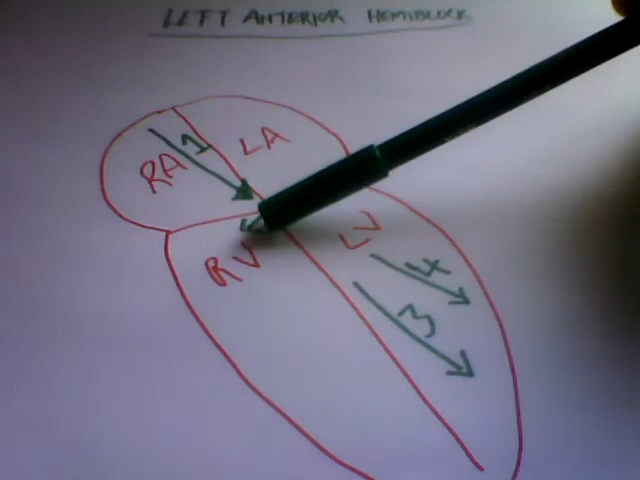 LEFT ANTERIOR HEMIBLOCK
RA 1 LA
RV LV
4
3